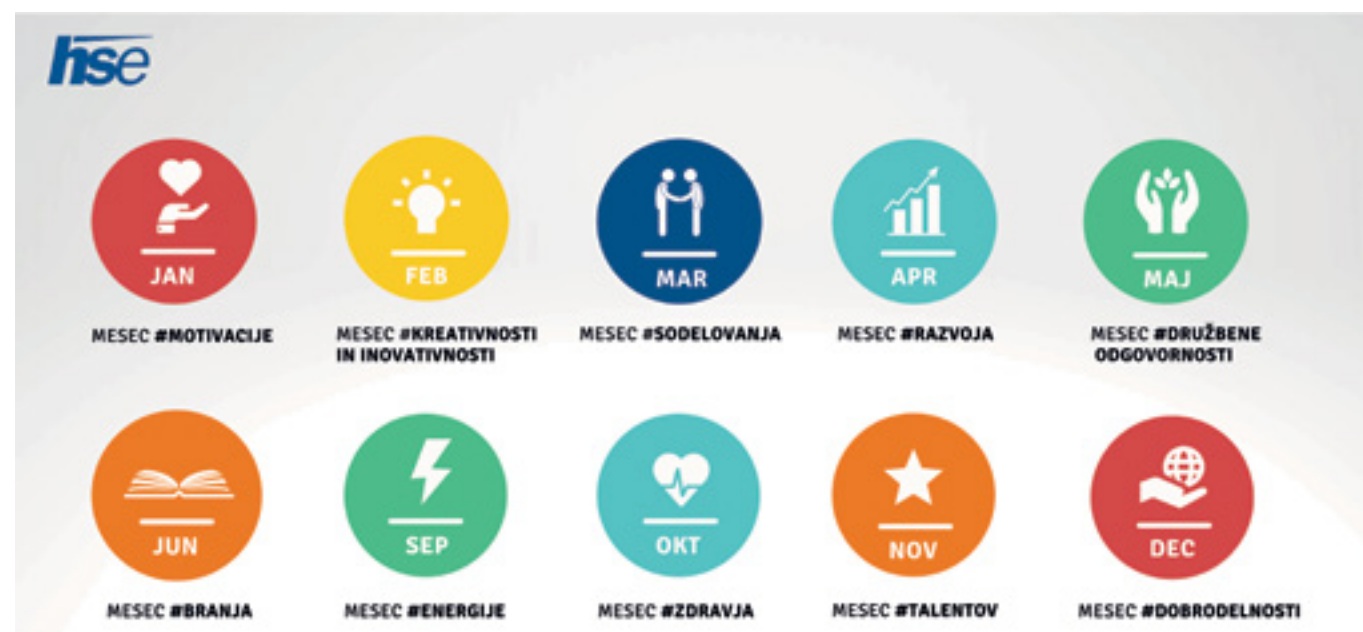 hse
JAN
FEB
MAR
APR
MAJ
MESEC #MOTIVACIJE
MESEC #KREATIVNOSTI
IN INOVATIVNOSTI
MESEC #SODELOVANJA
MESEC #RAZVOJA
MESEC #DRUŽBENE
ODGOVORNOSTI
JUN
SEP
OKT
NOV
DEC
MESEC #BRANJA
MESEC #ENERGIJE
MESEC #ZDRAVJA
MESEC #TALENTOV
MESEC #DOBRODELNOSTI